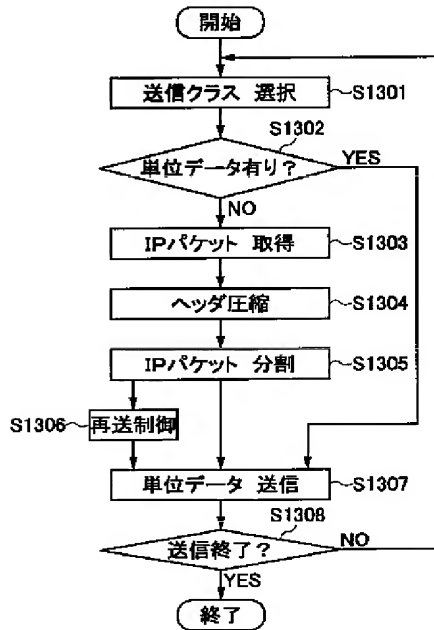 開始
送信クラス 選択
S1301
S1302
単位データ有り?
YES
NO
IPパケット 取得
S1303
ヘッダ圧縮
S1304
IPパケット 分割
S1305
S1306
再送制御
単位データ 送信
S1307
S1308
送信終了?
NO
YES
終了